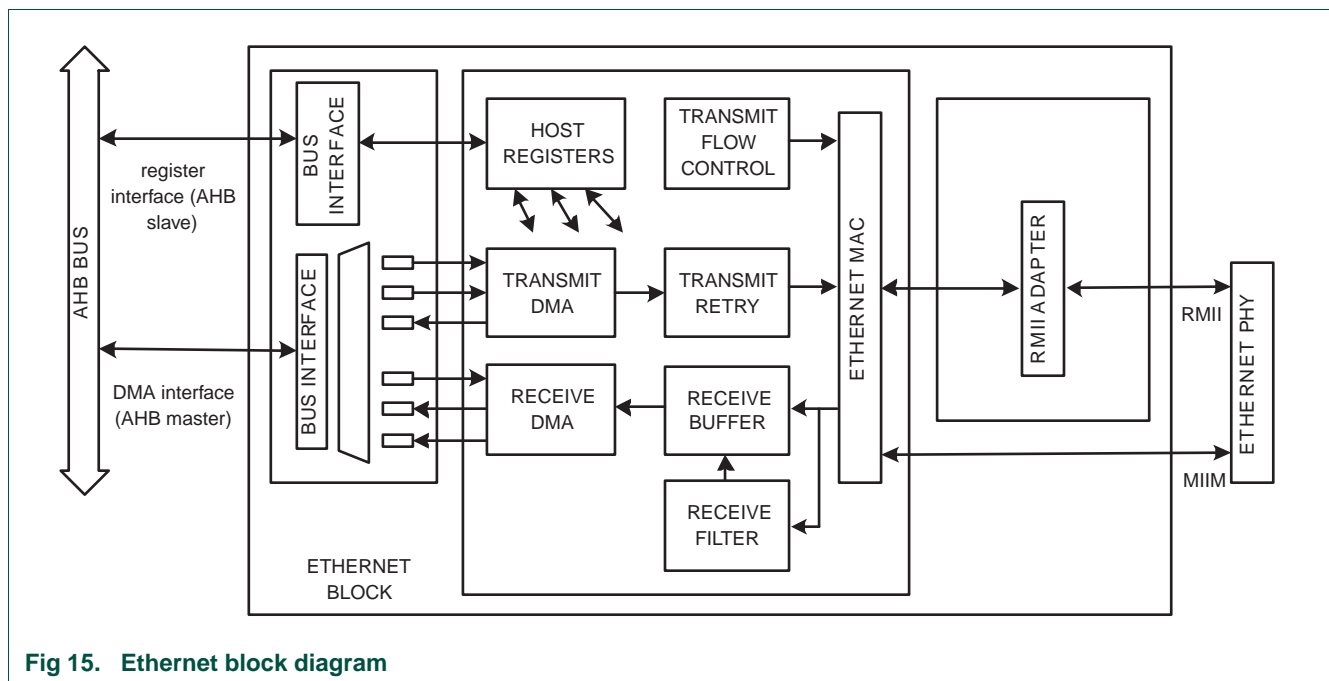 AHB BUS
register
interface (AHB
slave)
DMA interface
(AHB master)
BUS
INTERFACE
BUS INTERFACE
ETHERNET
BLOCK
HOST
REGISTERS
TRANSMIT
FLOW
CONTROL
TRANSMIT
DMA
TRANSMIT
RETRY
RECEIVE
DMA
RECEIVE
BUFFER
RECEIVE
FILTER
ETHERNET MAC
RMII ADAPTER
RMII
MIIM
ETHERNET PHY
Fig 15. Ethernet block diagram